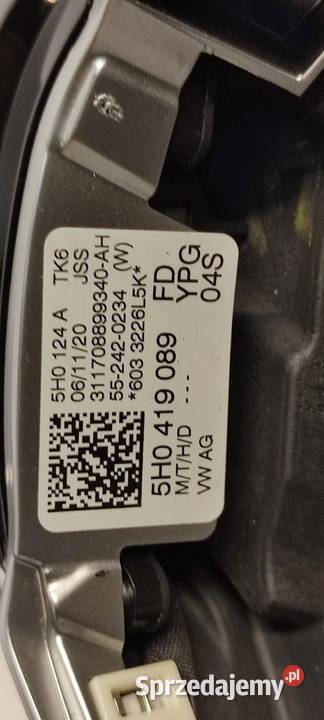 5H0 124 A TK6
06/11/20 JSS
311708899340-AH
55-242-0234 (W)
*603 3226L5K*
5H0 419 089 FD
M/T/H/D - - - YPG
VW AG 04S
Sprzedajemy.pl